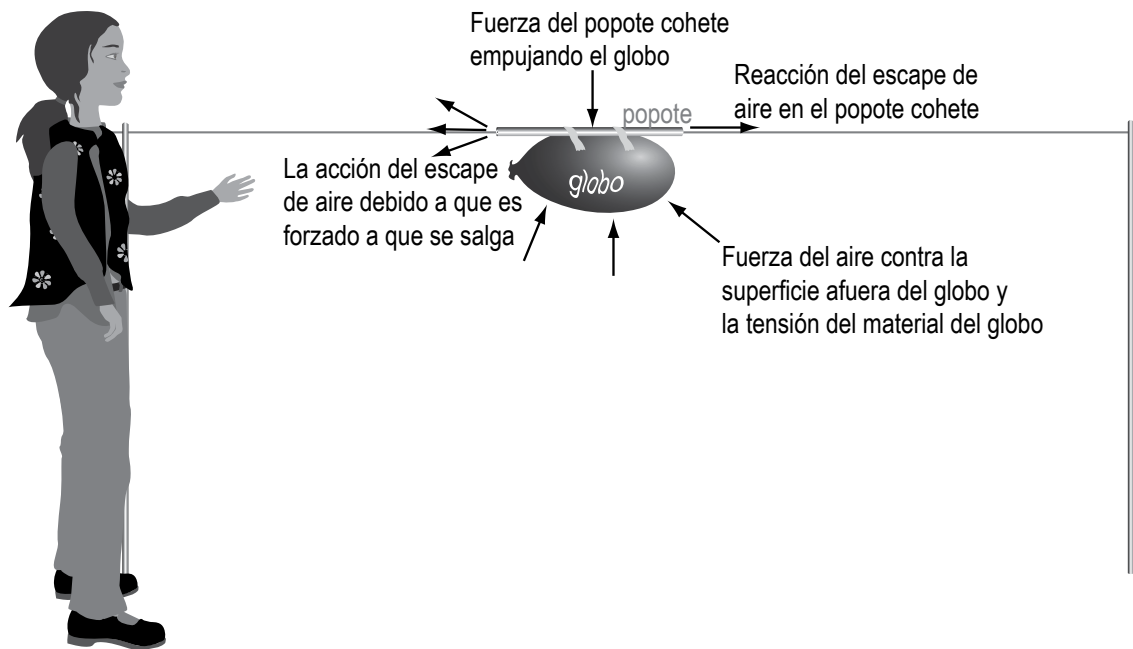 Fuerza del popote cohete
empujando el globo
Reacción del escape de
aire en el popote cohete
popote
La acción del escape
de aire debido a que es
forzado a que se salga
globo
Fuerza del aire contra la
superficie afuera del globo y
la tensión del material del globo